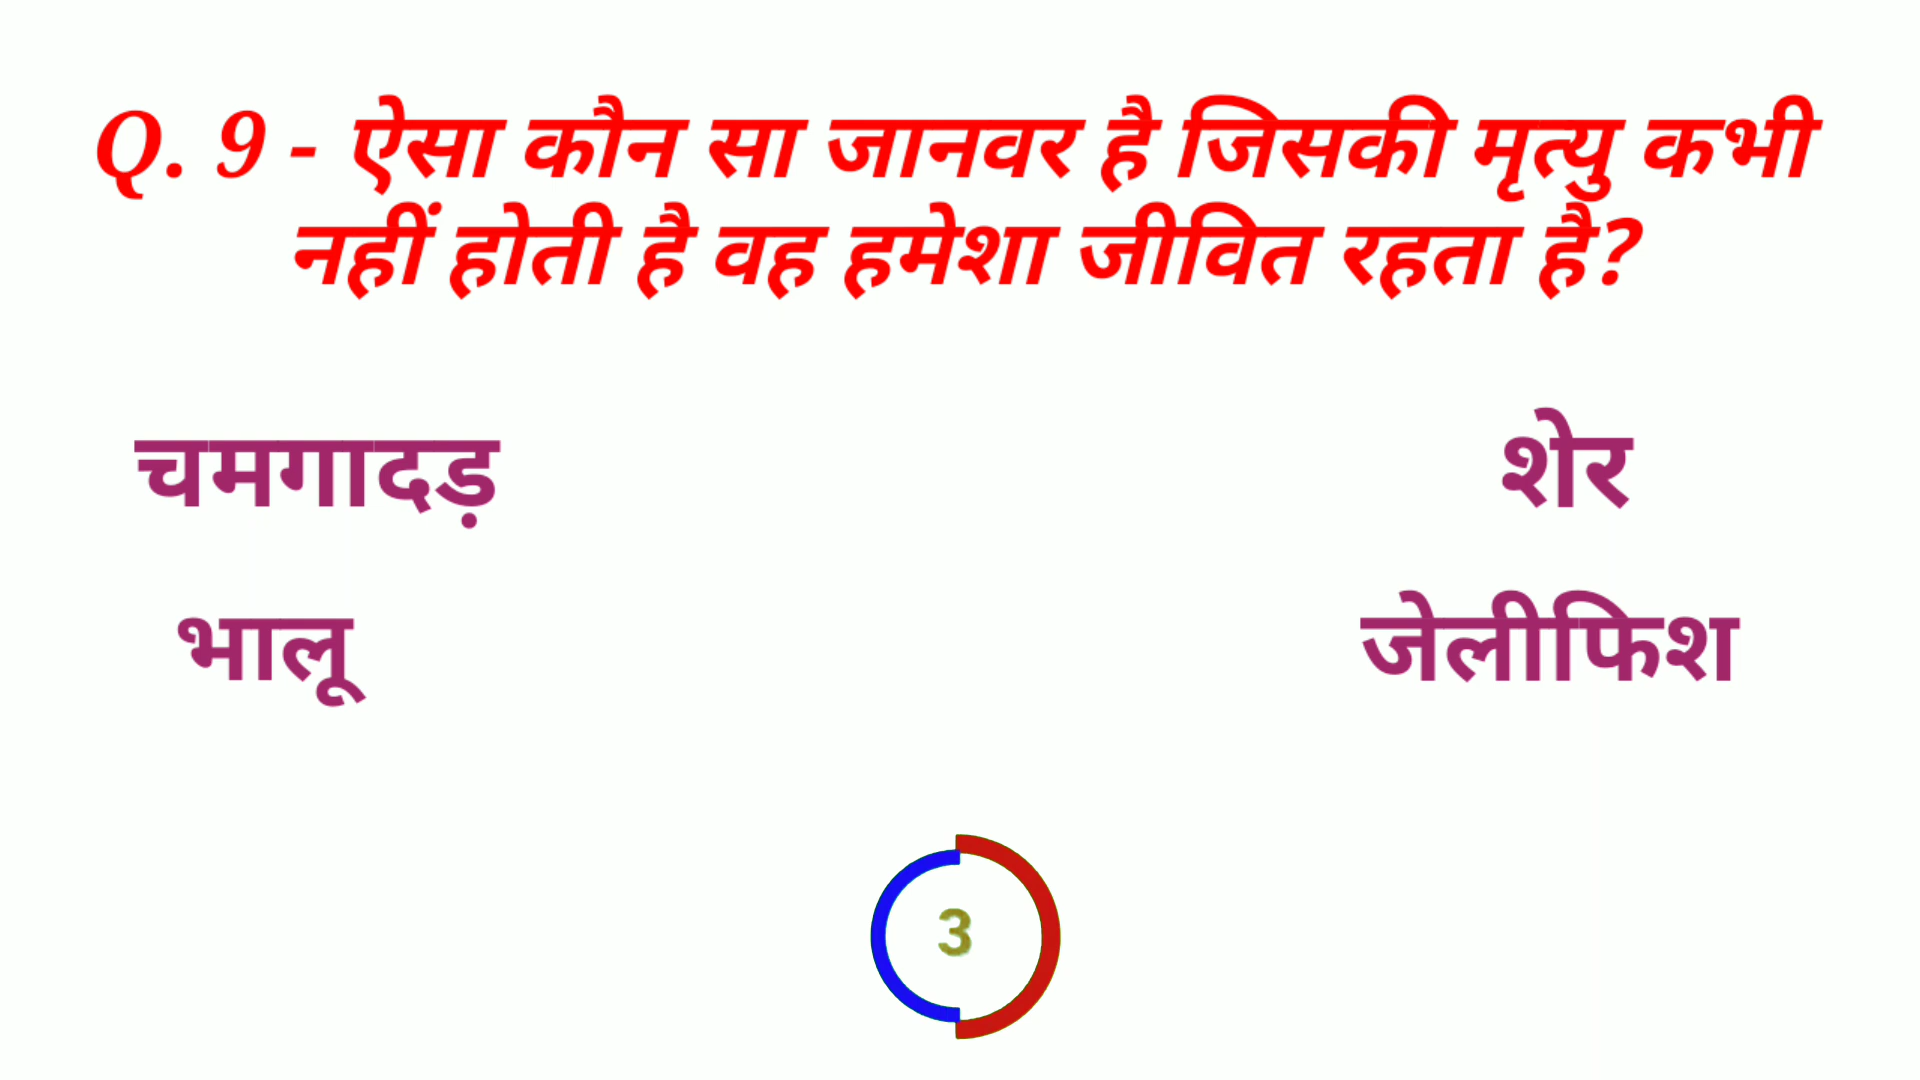 Q. 9 - ऐसा कौन सा जानवर है जिसकी मृत्यु कभी
नहीं होती है वह हमेशा जीवित रहता है?
चमगादड़
शेर
भालू
जेलीफिश
3